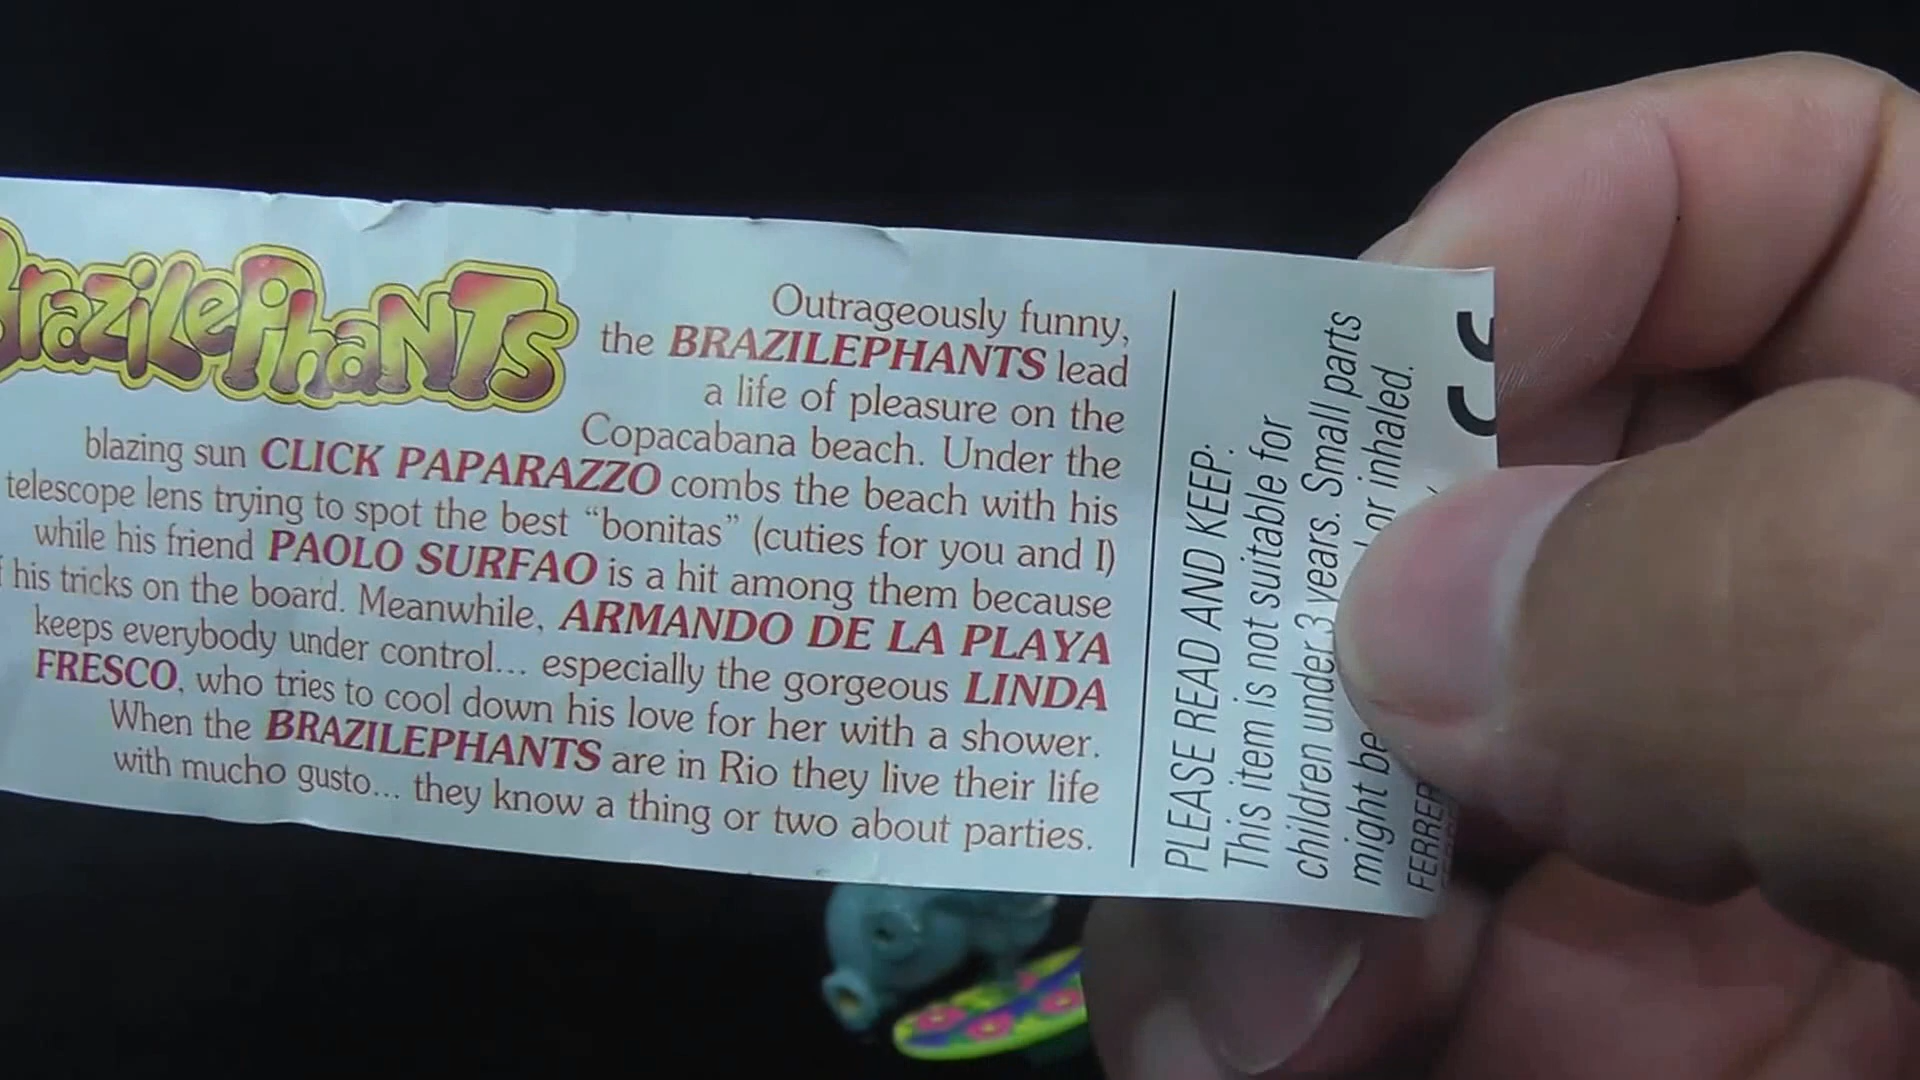 BrazilePhaNTS
Outrageously funny,
the BRAZILEPHANTS lead
a life of pleasure on the
Copacabana beach. Under the
blazing sun CLICK PAPARAZZO combs the beach with his
telescope lens trying to spot the best “bonitas” (cuties for you and I)
while his friend PAOLO SURFAO is a hit among them because
his tricks on the board. Meanwhile, ARMANDO DE LA PLAYA
keeps everybody under control... especially the gorgeous LINDA
FRESCO, who tries to cool down his love for her with a shower.
When the BRAZILEPHANTS are in Rio they live their life
with mucho gusto... they know a thing or two about parties.
PLEASE READ AND KEEP:
This item is not suitable for
children under 3 years. Small parts
might be or inhaled.
CE